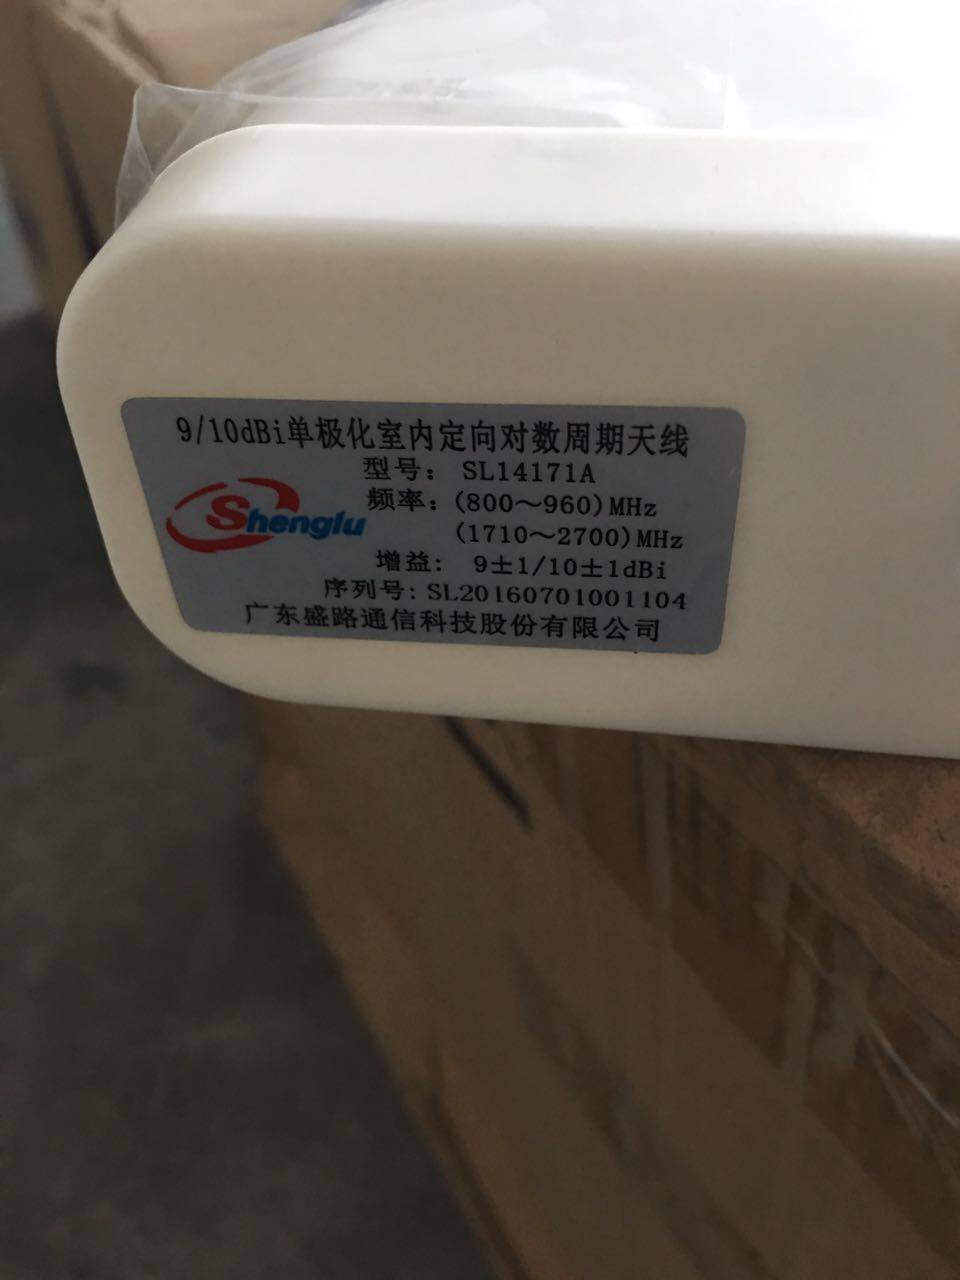 9/10dBi单极化室内定向对数周期天线
型号: SL14171A
Shenglu
频率: (800～960)MHz
(1710～2700)MHz
增益: 9±1/10±1dBi
序列号: SL20160701001104
广东盛路通信科技股份有限公司